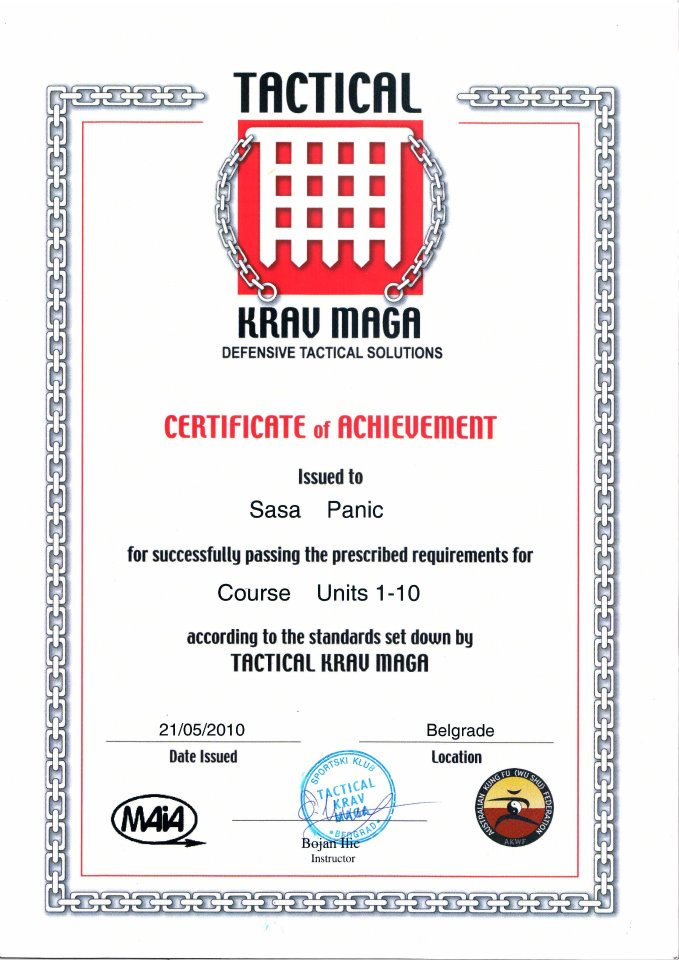 TACTICAL
KRAV MAGA
DEFENSIVE TACTICAL SOLUTIONS
CERTIFICATE of ACHIEVEMENT
Issued to
Sasa Panic
for successfully passing the prescribed requirements for
Course Units 1-10
according to the standards set down by
TACTICAL KRAV MAGA
21/05/2010
Date Issued
Belgrade
Location
MAiA
SPORTSKI KLUB
TACTICAL
KRAV
MAGA
BEOGRAD
Bojan Ilic
Instructor
AUSTRALIAN KUNG FU (WU SHU) FEDERATION
AKWF